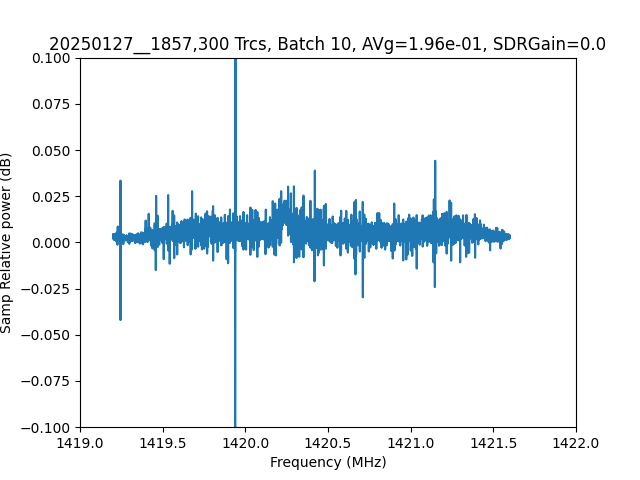 20250127__1857,300 Trcs, Batch 10, AVg=1.96e-01, SDRGain=0.0
0.100
0.075
0.050
0.025
0.000
−0.025
−0.050
−0.075
−0.100
Samp Relative power (dB)
1419.0 1419.5 1420.0 1420.5 1421.0 1421.5 1422.0
Frequency (MHz)